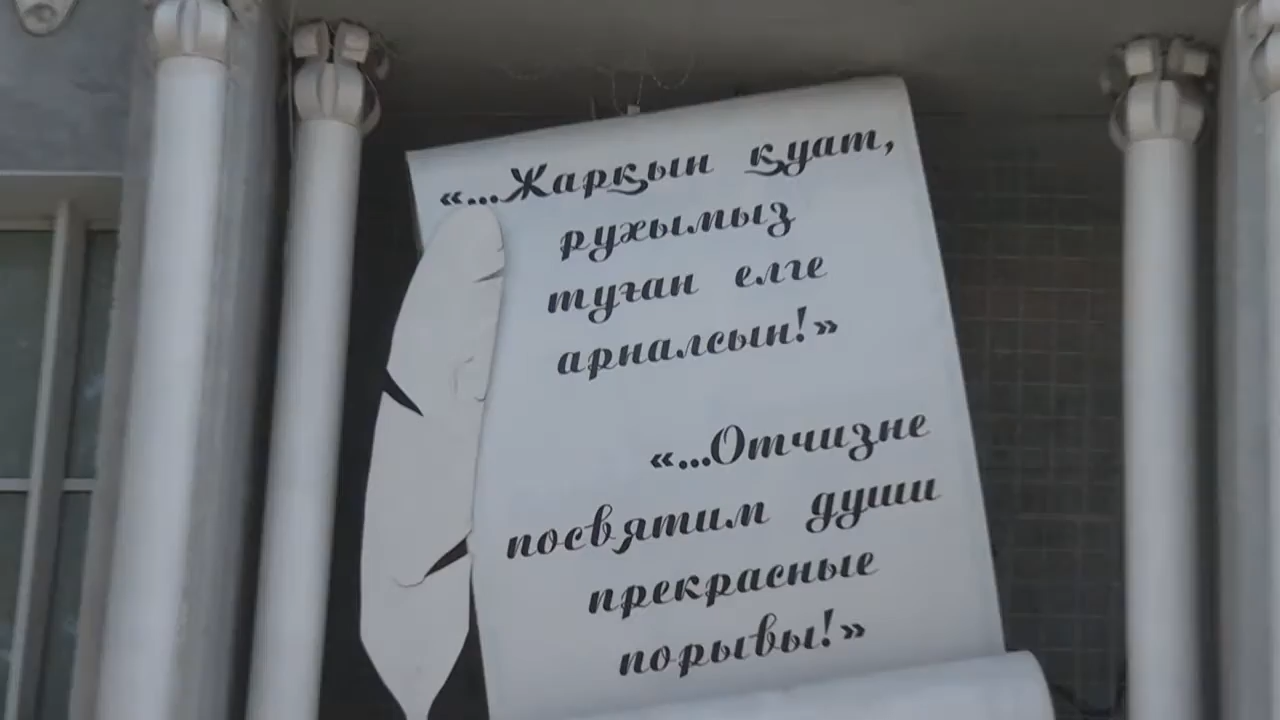 «...Жарқын қуат,
рухымыз
туған елге
арналсын!»
«...Отчизне
посвятим души
прекрасные
порывы!»